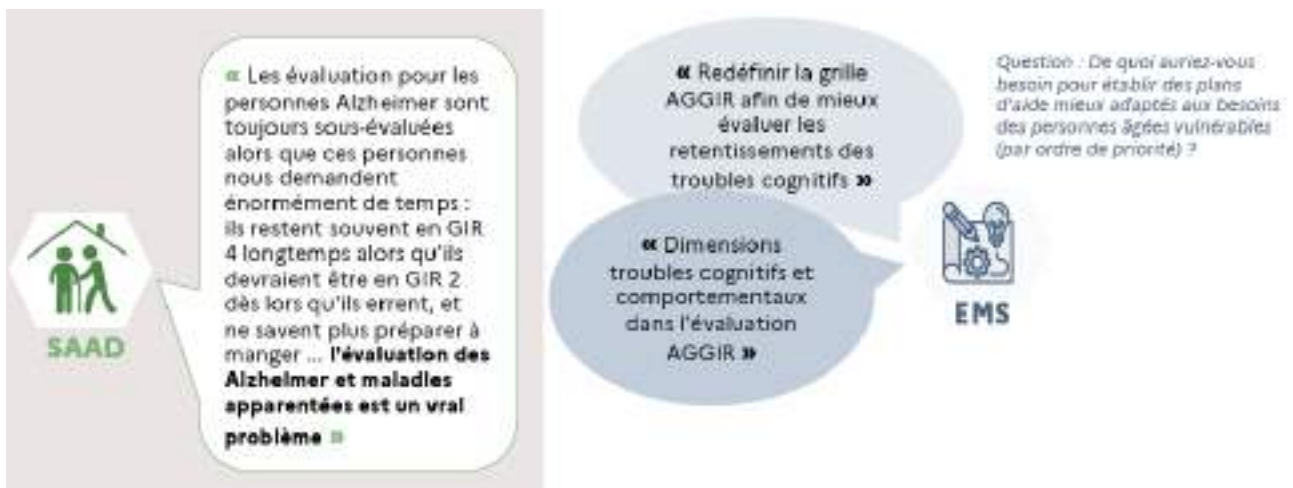 « Les évaluation pour les
personnes Alzheimer sont
toujours sous-évaluées
alors que ces personnes
nous demandent
énormément de temps :
ils restent souvent en GIR
4 longtemps alors qu'ils
devraient être en GIR 2
dès lors qu'ils errent, et
ne savent plus préparer à
manger ... l'évaluation des
Alzheimer et maladies
apparentées est un vrai
problème »
SAAD
« Redéfinir la grille
AGGIR afin de mieux
évaluer les
retentissements des
troubles cognitifs »
« Dimensions
troubles cognitifs et
comportementaux
dans l'évaluation
AGGIR »
Question : De quoi auriez-vous
besoin pour établir des plans
d'aide mieux adaptés aux besoins
des personnes âgées vulnérables
(par ordre de priorité) ?
EMS